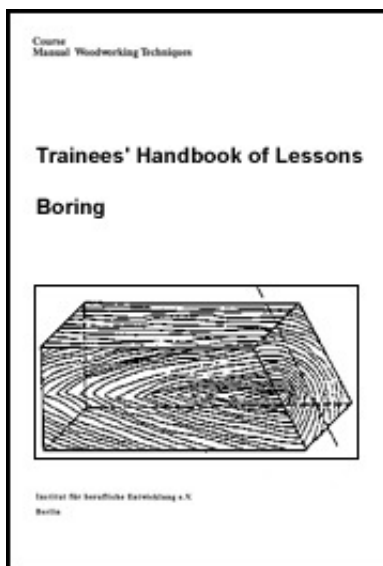 Course
Manual Woodworking Techniques
Trainees' Handbook of Lessons
Boring
Institut für berufliche Entwicklung e.V.
Berlin